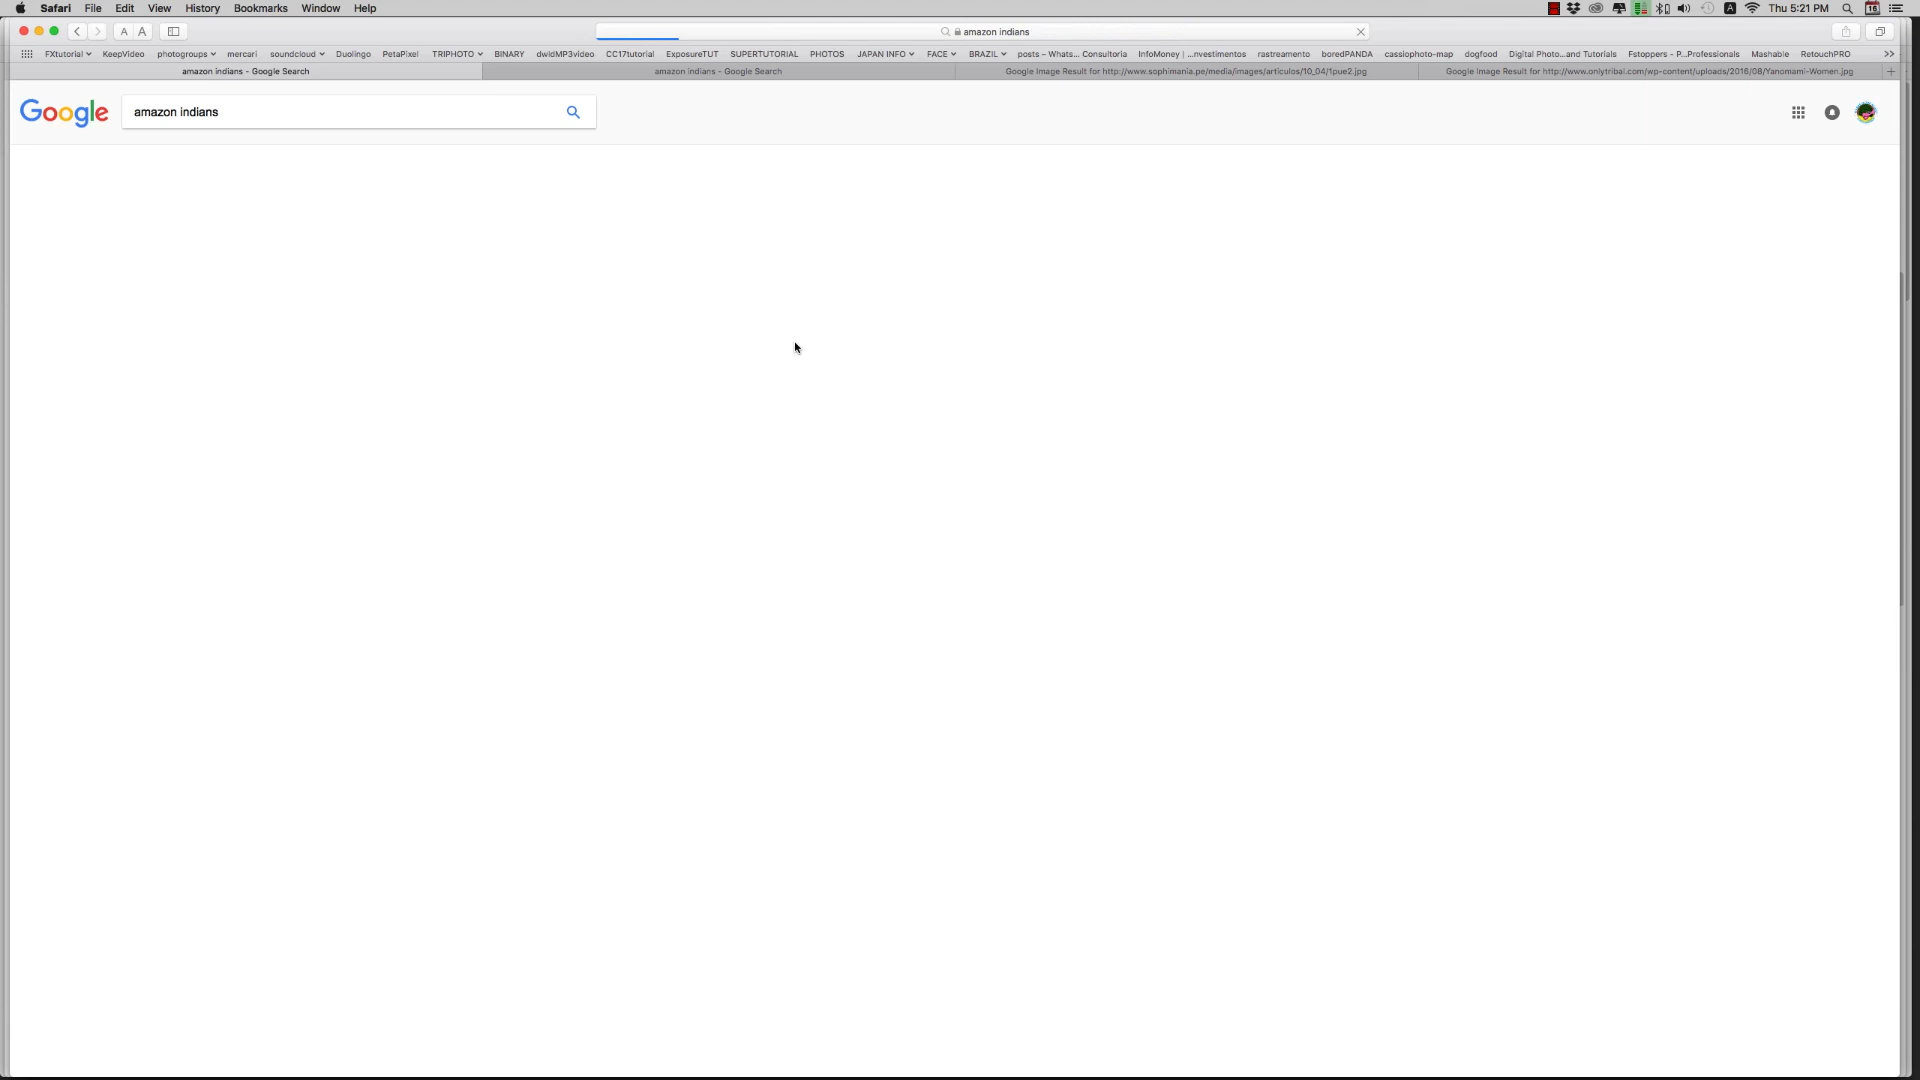 Safari File Edit View History Bookmarks Window Help Thu 5:21 PM
A A amazon indians
FXtutorial KeepVideo photogroups mercari soundcloud Duolingo PetaPixel TRIPHOTO BINARY dwldMP3video CC17tutorial ExposureTUT SUPERTUTORIAL PHOTOS JAPAN INFO FACE BRAZIL posts – Whats... Consultoria InfoMoney | ...nvestimentos rastreamento boredPANDA cassiophoto-map dogfood Digital Photo...and Tutorials Fstoppers - P...Professionals Mashable RetouchPRO >>
amazon indians - Google Search amazon indians - Google Search Google Image Result for http://www.sophimania.pe/media/images/articulos/10_04/1pue2.jpg Google Image Result for http://www.onlytribal.com/wp-content/uploads/2016/08/Yanomami-Women.jpg +
Google amazon indians